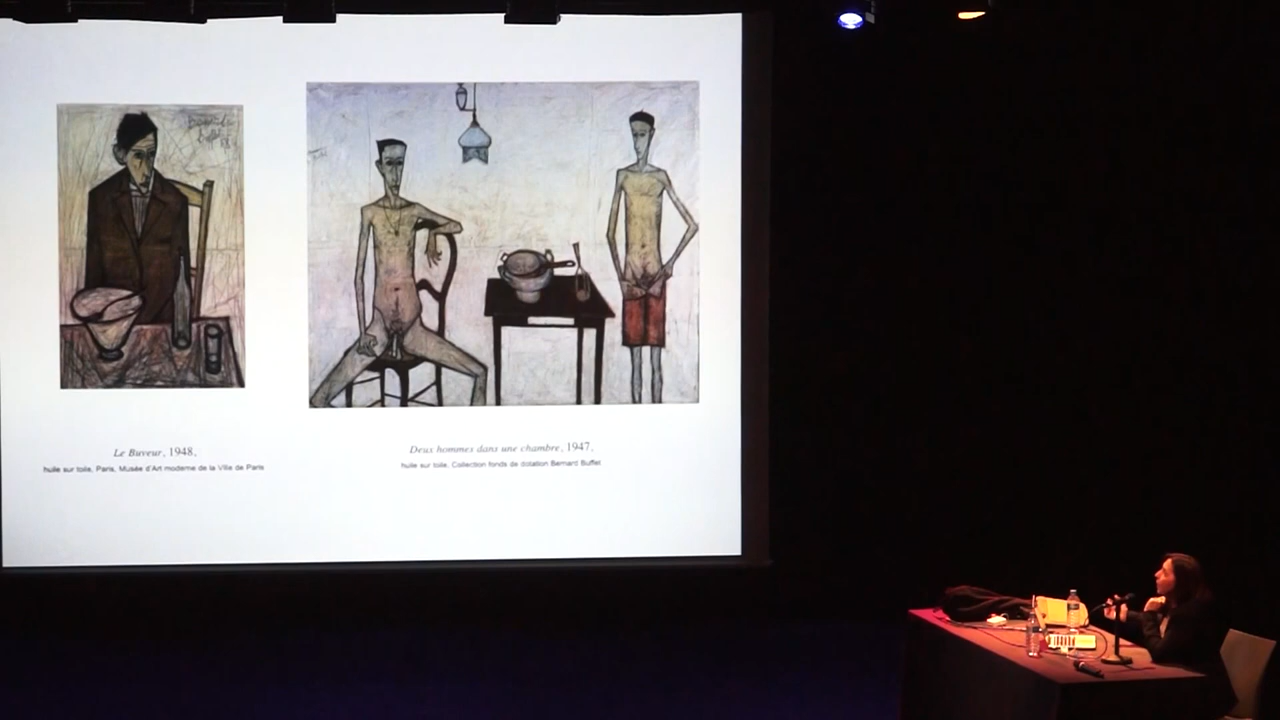 Le Buveur, 1948,
huile sur toile, Paris, Musée d'Art moderne de la Ville de Paris
Deux hommes dans une chambre, 1947,
huile sur toile, Collection fonds de dotation Bernard Buffet